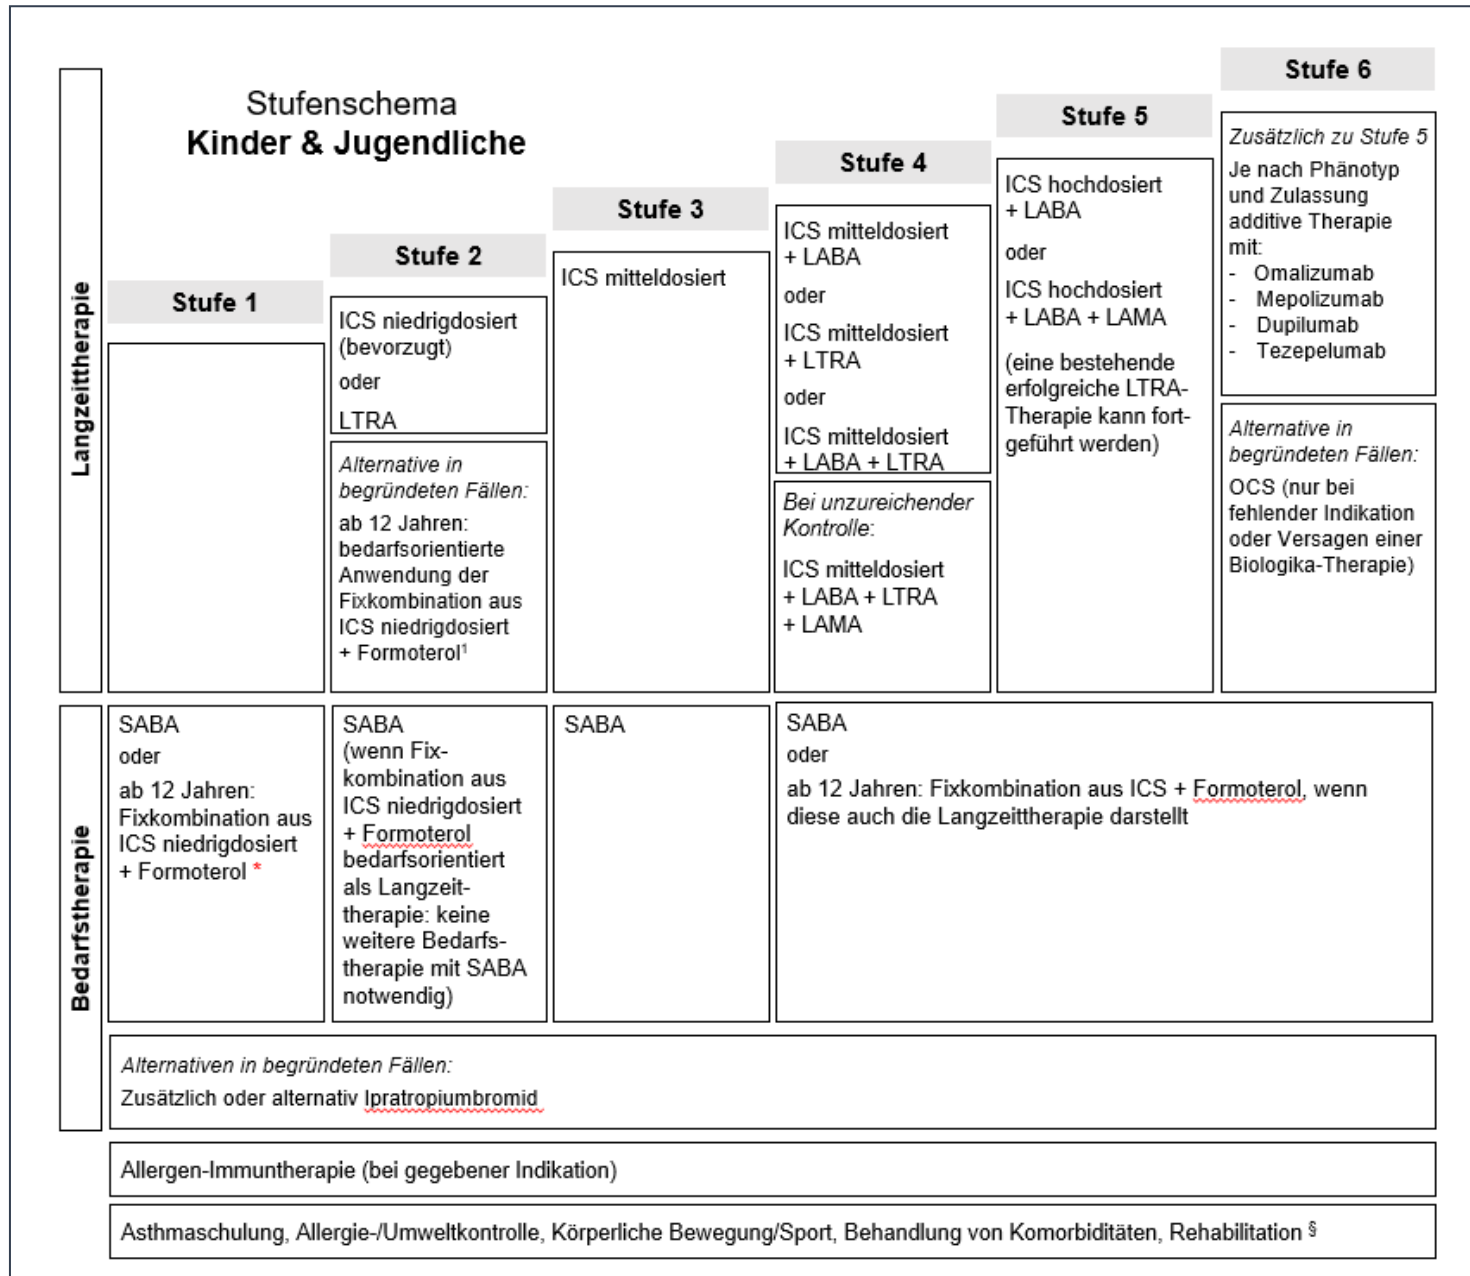 Stufenschema
Kinder & Jugendliche
Langzeittherapie
Stufe 1
Stufe 2
ICS niedrigdosiert
(bevorzugt)
oder
LTRA
Alternative in
begründeten Fällen:
ab 12 Jahren:
bedarfsorientierte
Anwendung der
Fixkombination aus
ICS niedrigdosiert
+ Formoterol¹
Stufe 3
ICS mitteldosiert
Stufe 4
ICS mitteldosiert
+ LABA
oder
ICS mitteldosiert
+ LTRA
oder
ICS mitteldosiert
+ LABA + LTRA
Bei unzureichender
Kontrolle:
ICS mitteldosiert
+ LABA + LTRA
+ LAMA
Stufe 5
ICS hochdosiert
+ LABA
oder
ICS hochdosiert
+ LABA + LAMA
(eine bestehende
erfolgreiche LTRA-
Therapie kann fort-
geführt werden)
Stufe 6
Zusätzlich zu Stufe 5
Je nach Phänotyp
und Zulassung
additive Therapie
mit:
- Omalizumab
- Mepolizumab
- Dupilumab
- Tezepelumab
Alternative in
begründeten Fällen:
OCS (nur bei
fehlender Indikation
oder Versagen einer
Biologika-Therapie)
Bedarfstherapie
SABA
oder
ab 12 Jahren:
Fixkombination aus
ICS niedrigdosiert
+ Formoterol *
SABA
(wenn Fix-
kombination aus
ICS niedrigdosiert
+ Formoterol
bedarfsorientiert
als Langzeit-
therapie: keine
weitere Bedarfs-
therapie mit SABA
notwendig)
SABA
SABA
oder
ab 12 Jahren: Fixkombination aus ICS + Formoterol, wenn
diese auch die Langzeittherapie darstellt
Alternativen in begründeten Fällen:
Zusätzlich oder alternativ Ipratropiumbromid
Allergen-Immuntherapie (bei gegebener Indikation)
Asthmaschulung, Allergie-/Umweltkontrolle, Körperliche Bewegung/Sport, Behandlung von Komorbiditäten, Rehabilitation §